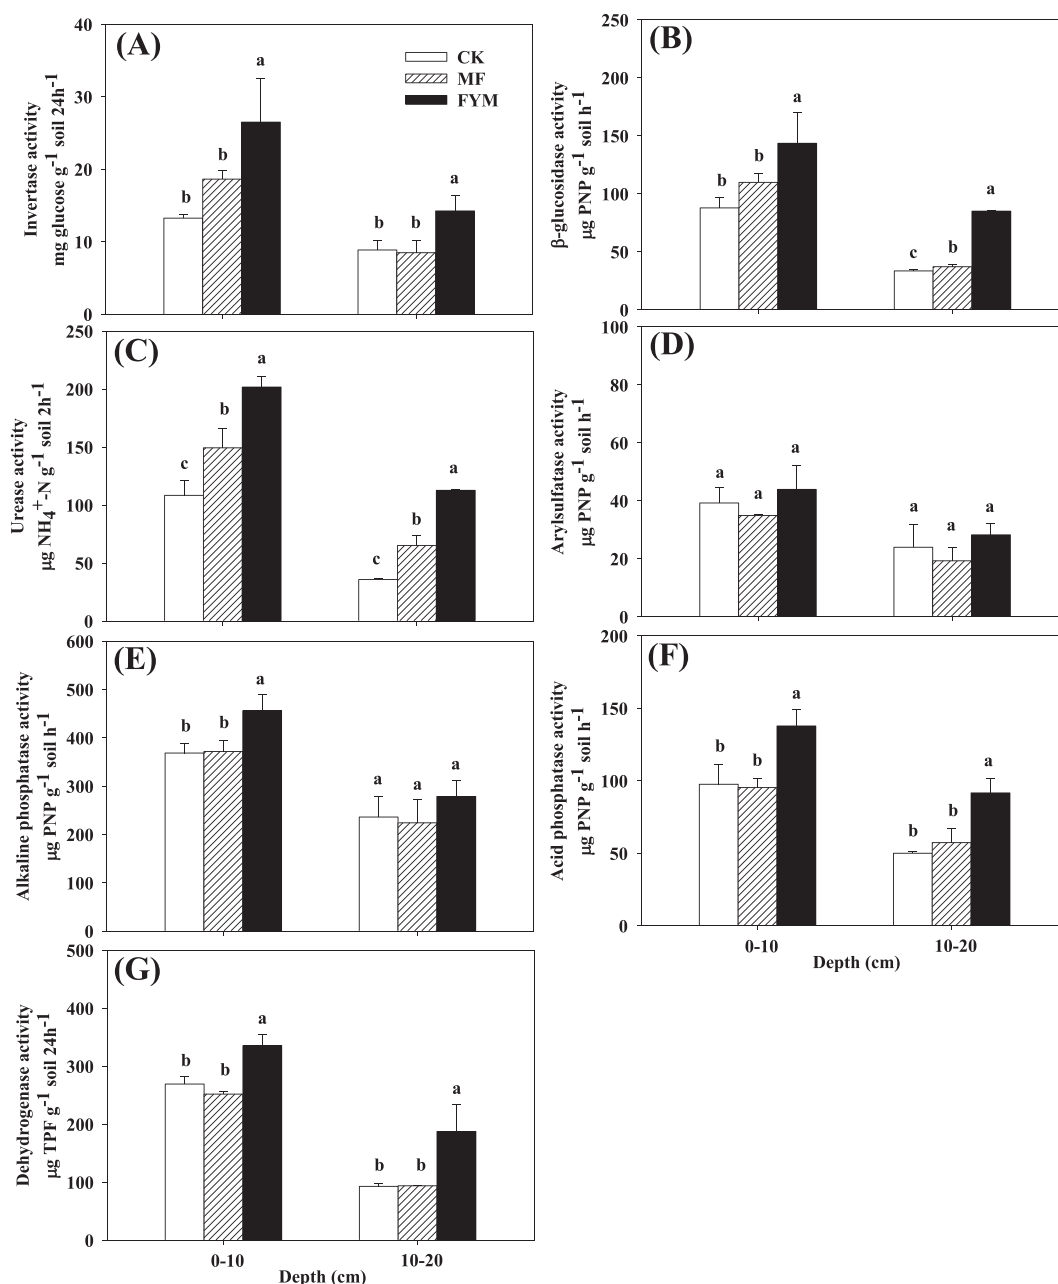 (A)
40
30
20
10
0
Invertase activity
mg glucose g-1 soil 24h-1
CK
MF
FYM
b
b
a
b
b
a
(B)
250
200
150
100
50
0
β-glucosidase activity
μg PNP g-1 soil h-1
b
b
a
c
b
a
(C)
250
200
150
100
50
0
Urease activity
μg NH4+-N g-1 soil 2h-1
c
b
a
c
b
a
(D)
100
80
60
40
20
0
Arylsulfatase activity
μg PNP g-1 soil h-1
a
a
a
a
a
a
(E)
600
500
400
300
200
100
0
Alkaline phosphatase activity
μg PNP g-1 soil h-1
b
b
a
a
a
a
(F)
200
150
100
50
0
Acid phosphatase activity
μg PNP g-1 soil h-1
b
b
a
b
b
a
0-10
10-20
Depth (cm)
(G)
500
400
300
200
100
0
Dehydrogenase activity
μg TPF g-1 soil 24h-1
b
b
a
b
b
a
0-10
10-20
Depth (cm)